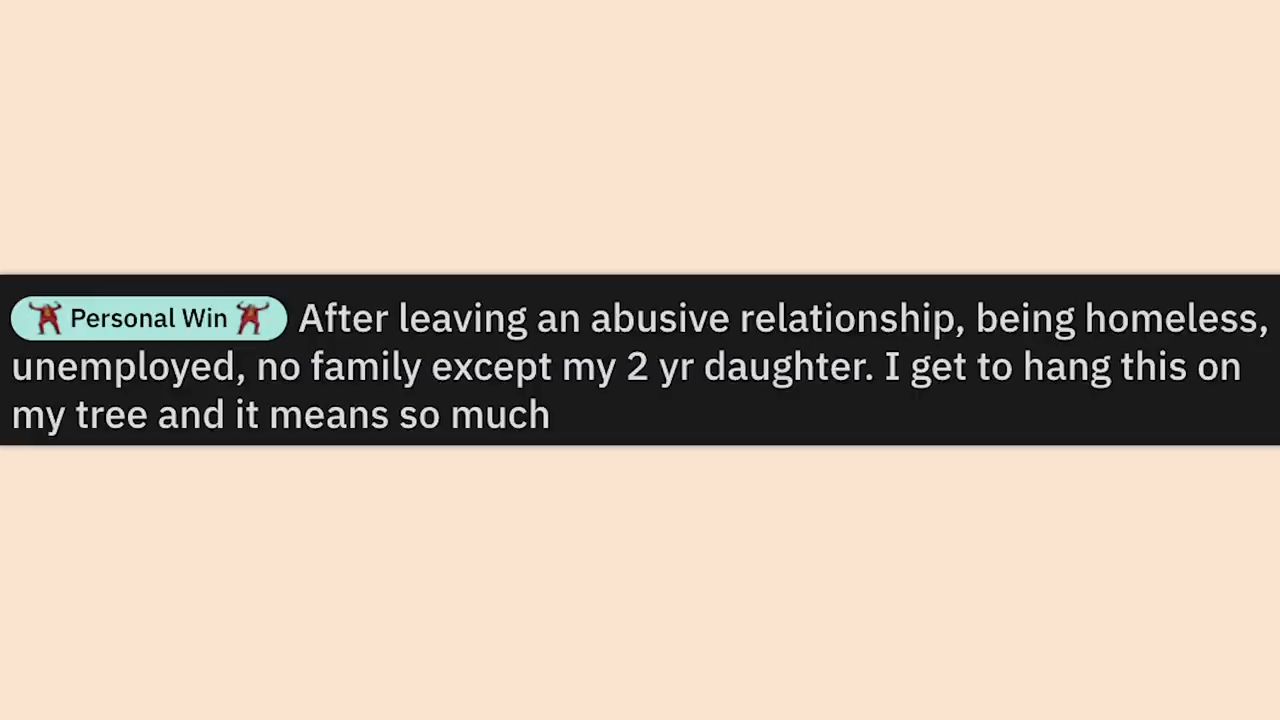 Personal Win After leaving an abusive relationship, being homeless,
unemployed, no family except my 2 yr daughter. I get to hang this on
my tree and it means so much